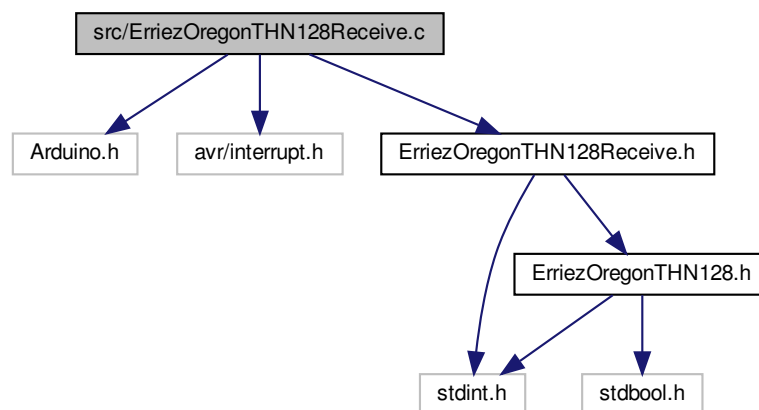 src/ErriezOregonTHN128Receive.c
Arduino.h
avr/interrupt.h
ErriezOregonTHN128Receive.h
ErriezOregonTHN128.h
stdint.h
stdbool.h